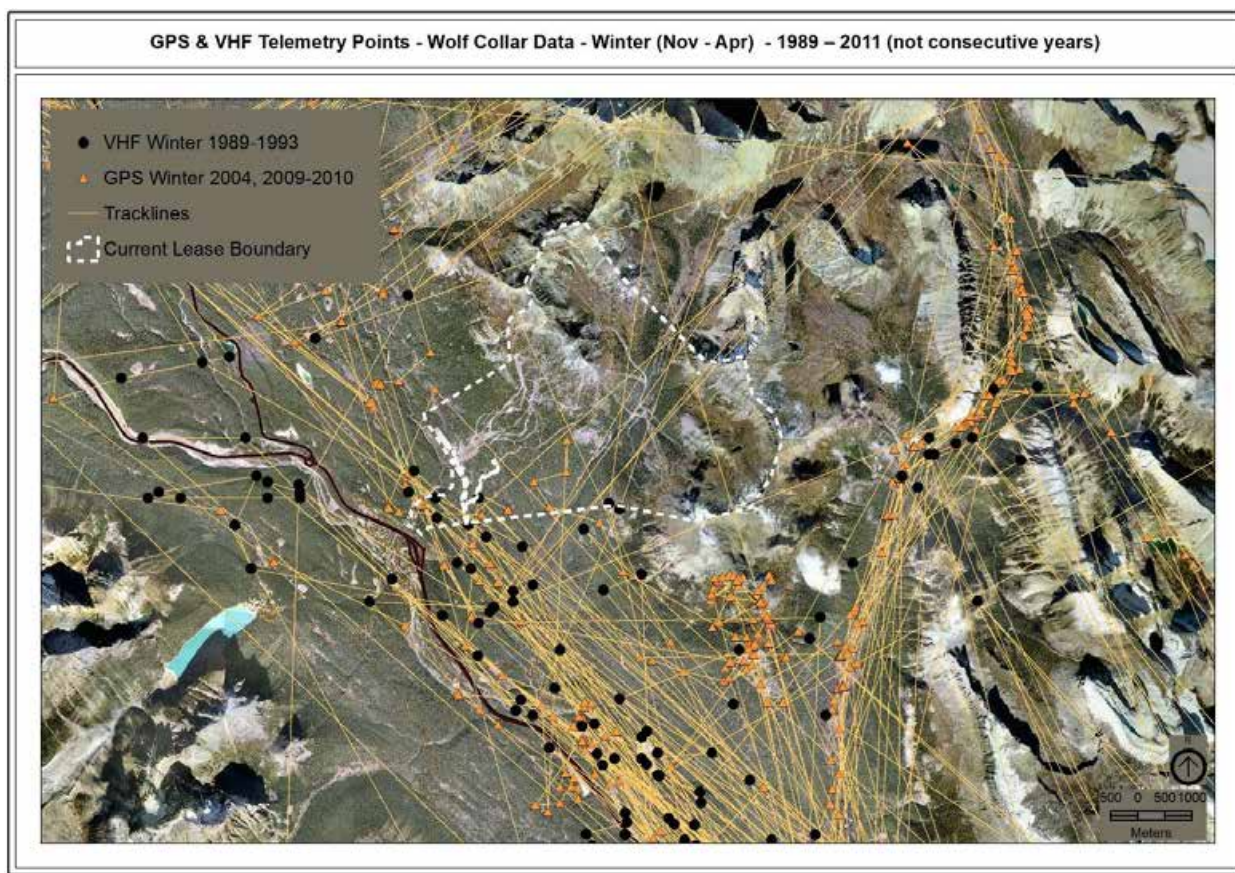 GPS & VHF Telemetry Points - Wolf Collar Data - Winter (Nov - Apr) - 1989 – 2011 (not consecutive years)
VHF Winter 1989-1993
GPS Winter 2004, 2009-2010
Tracklines
Current Lease Boundary
500 0 500 1000
Meters